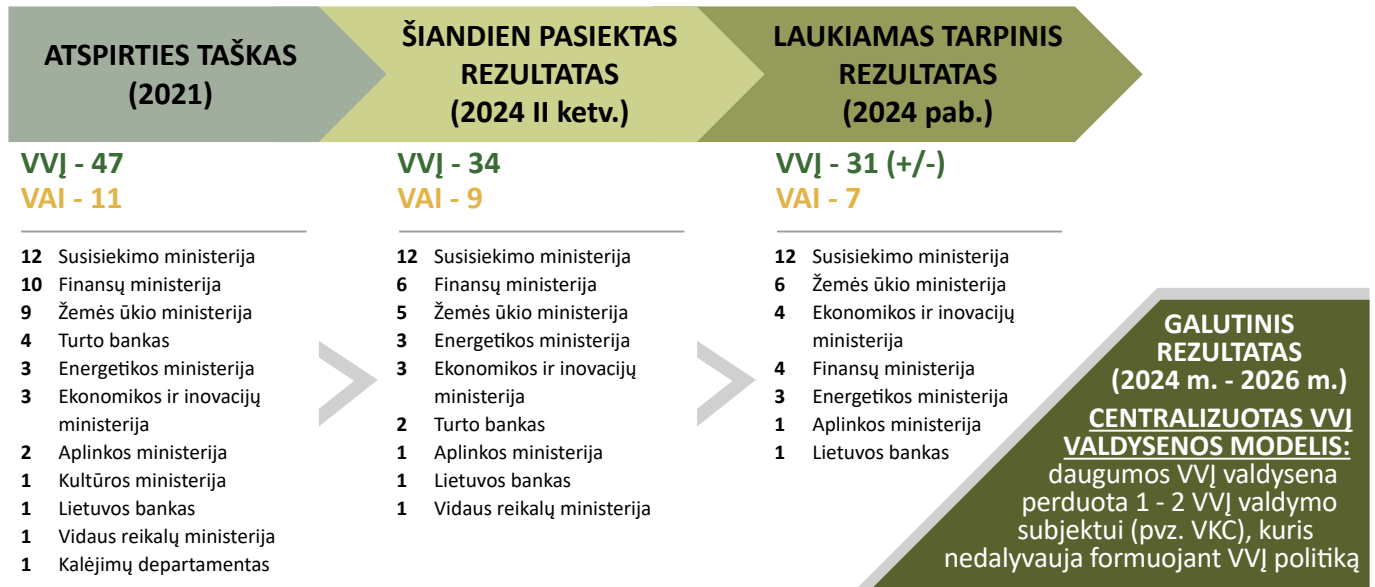 ATSPIRTIES TAŠKAS
(2021)
VVĮ - 47
VAI - 11
12 Susisiekimo ministerija
10 Finansų ministerija
9 Žemės ūkio ministerija
4 Turto bankas
3 Energetikos ministerija
3 Ekonomikos ir inovacijų
ministerija
2 Aplinkos ministerija
1 Kultūros ministerija
1 Lietuvos bankas
1 Vidaus reikalų ministerija
1 Kalėjimų departamentas
ŠIANDIEN PASIEKTAS
REZULTATAS
(2024 II ketv.)
VVĮ - 34
VAI - 9
12 Susisiekimo ministerija
6 Finansų ministerija
5 Žemės ūkio ministerija
3 Energetikos ministerija
3 Ekonomikos ir inovacijų
ministerija
2 Turto bankas
1 Aplinkos ministerija
1 Lietuvos bankas
1 Vidaus reikalų ministerija
LAUKIAMAS TARPINIS
REZULTATAS
(2024 pab.)
VVĮ - 31 (+/-)
VAI - 7
12 Susisiekimo ministerija
6 Žemės ūkio ministerija
4 Ekonomikos ir inovacijų
ministerija
4 Finansų ministerija
3 Energetikos ministerija
1 Aplinkos ministerija
1 Lietuvos bankas
GALUTINIS
REZULTATAS
(2024 m. - 2026 m.)
CENTRALIZUOTAS VVĮ
VALDYSENOS MODELIS:
daugumos VVĮ valdysena
perduota 1 - 2 VVĮ valdymo
subjektui (pvz. VKC), kuris
nedalyvauja formuojant VVĮ politiką